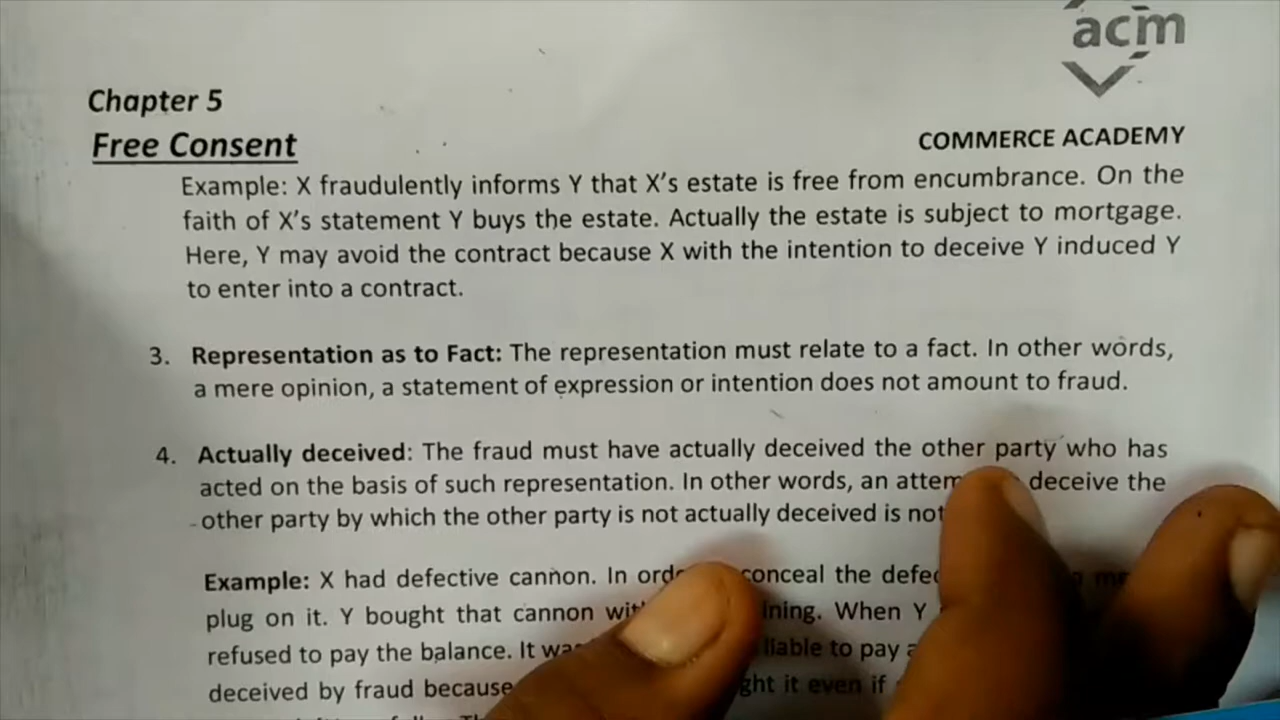 acm
Chapter 5
Free Consent
COMMERCE ACADEMY
Example: X fraudulently informs Y that X's estate is free from encumbrance. On the
faith of X's statement Y buys the estate. Actually the estate is subject to mortgage.
Here, Y may avoid the contract because X with the intention to deceive Y induced Y
to enter into a contract.
3. Representation as to Fact: The representation must relate to a fact. In other words,
a mere opinion, a statement of expression or intention does not amount to fraud.
4. Actually deceived: The fraud must have actually deceived the other party who has
acted on the basis of such representation. In other words, an deceive the
other party by which the other party is not actually deceived is not
Example: X had defective cannon. In conceal the
plug on it. Y bought that cannon When Y
refused to pay the balance. It liable to pay
deceived by fraud because it even if